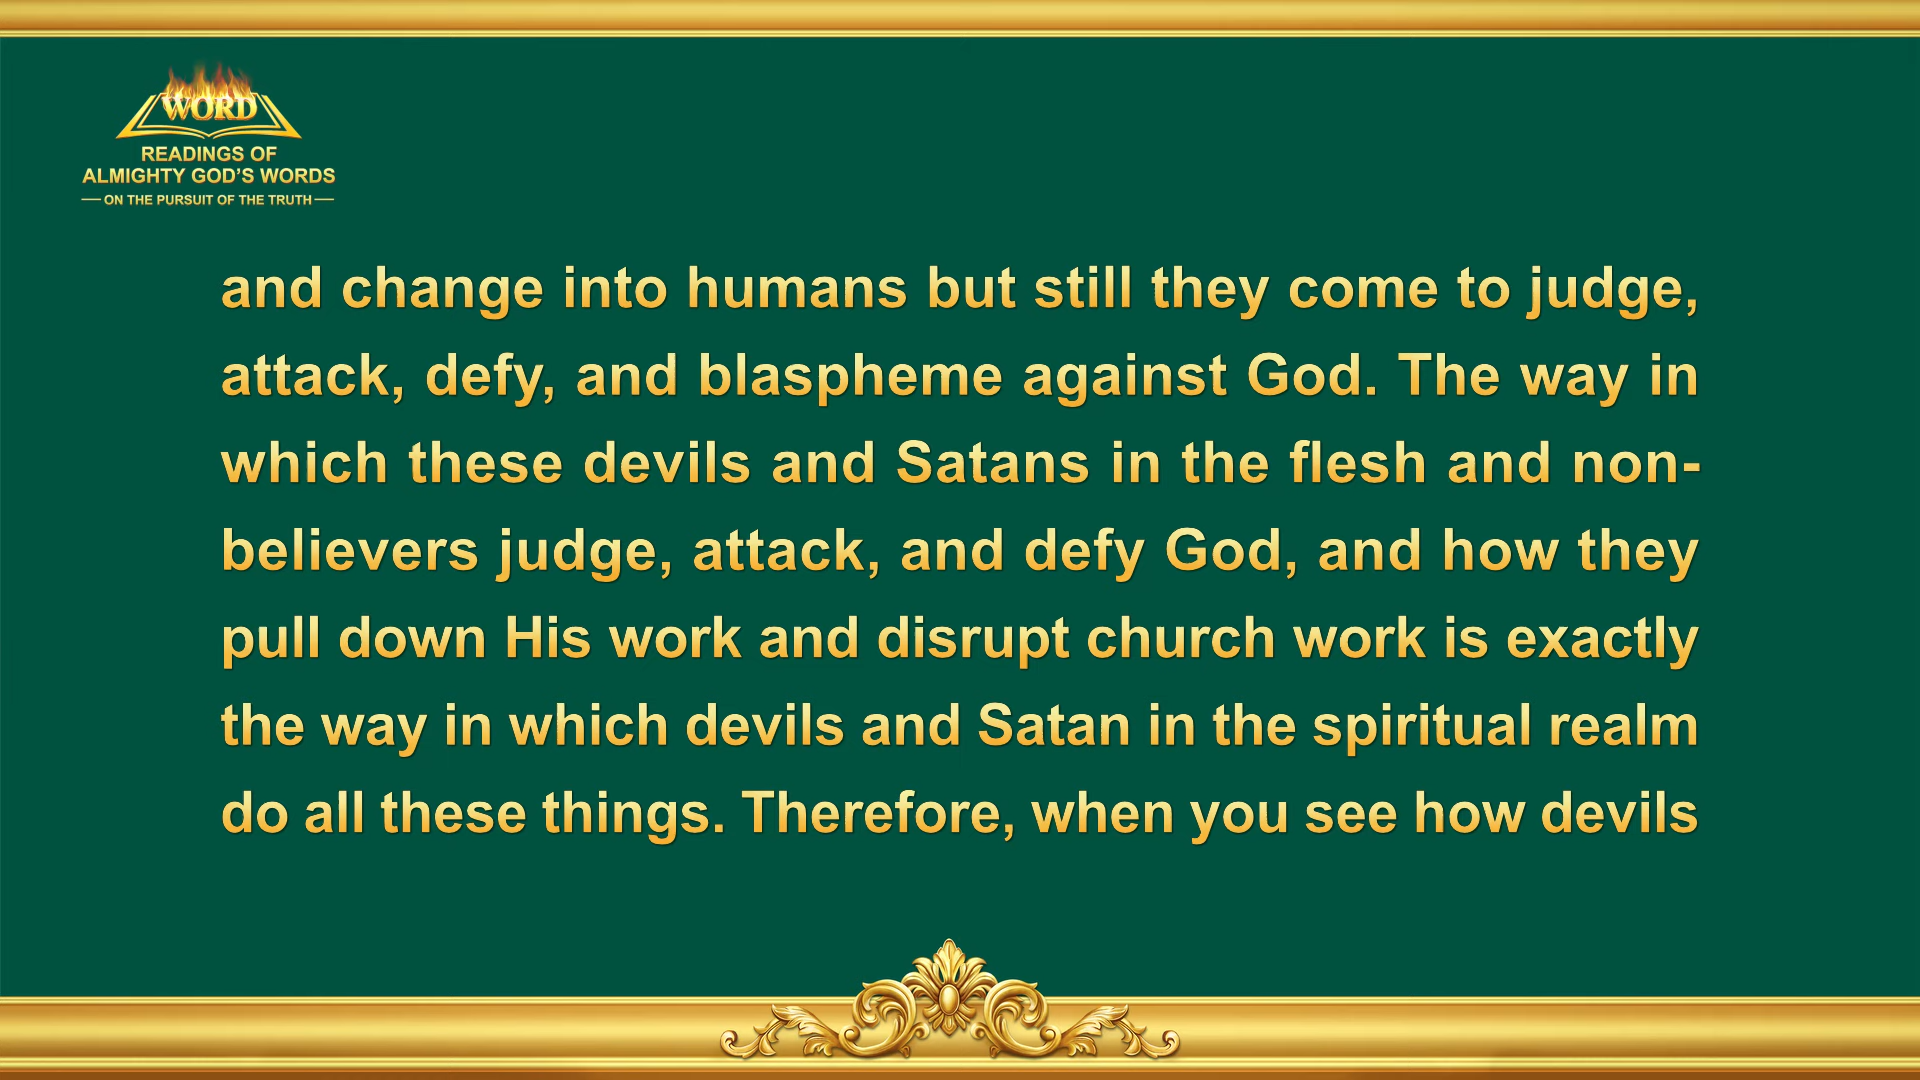 WORD
READINGS OF
ALMIGHTY GOD'S WORDS
ON THE PURSUIT OF THE TRUTH
and change into humans but still they come to judge,
attack, defy, and blaspheme against God. The way in
which these devils and Satans in the flesh and non-
believers judge, attack, and defy God, and how they
pull down His work and disrupt church work is exactly
the way in which devils and Satan in the spiritual realm
do all these things. Therefore, when you see how devils